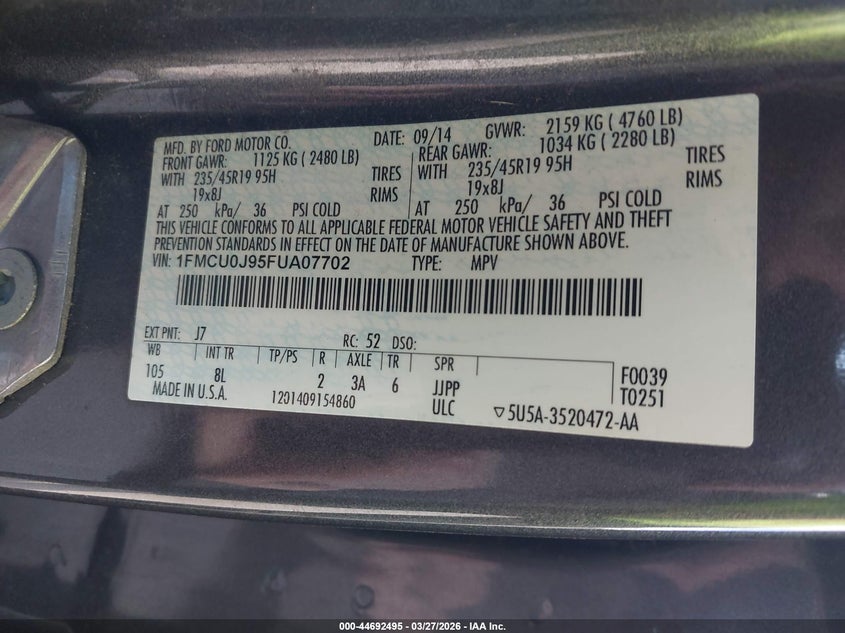 MFD. BY FORD MOTOR CO. DATE: 09/14 GVWR: 2159 KG ( 4760 LB)
FRONT GAWR: 1125 KG ( 2480 LB) REAR GAWR: 1034 KG ( 2280 LB)
WITH 235/45R19 95H TIRES WITH 235/45R19 95H TIRES
19x8J RIMS 19x8J RIMS
AT 250 kPa/ 36 PSI COLD AT 250 kPa/ 36 PSI COLD
THIS VEHICLE CONFORMS TO ALL APPLICABLE FEDERAL MOTOR VEHICLE SAFETY AND THEFT
PREVENTION STANDARDS IN EFFECT ON THE DATE OF MANUFACTURE SHOWN ABOVE.
VIN: 1FMCU0J95FUA07702 TYPE: MPV
EXT PNT: J7 RC: 52 DSO:
WB INT TR TP/PS R AXLE TR SPR
105 8L 2 3A 6 JJPP F0039
MADE IN U.S.A. 1201409154860 ULC T0251
▽5U5A-3520472-AA
000-44692495 | 03/27/2026 | IAA Inc.